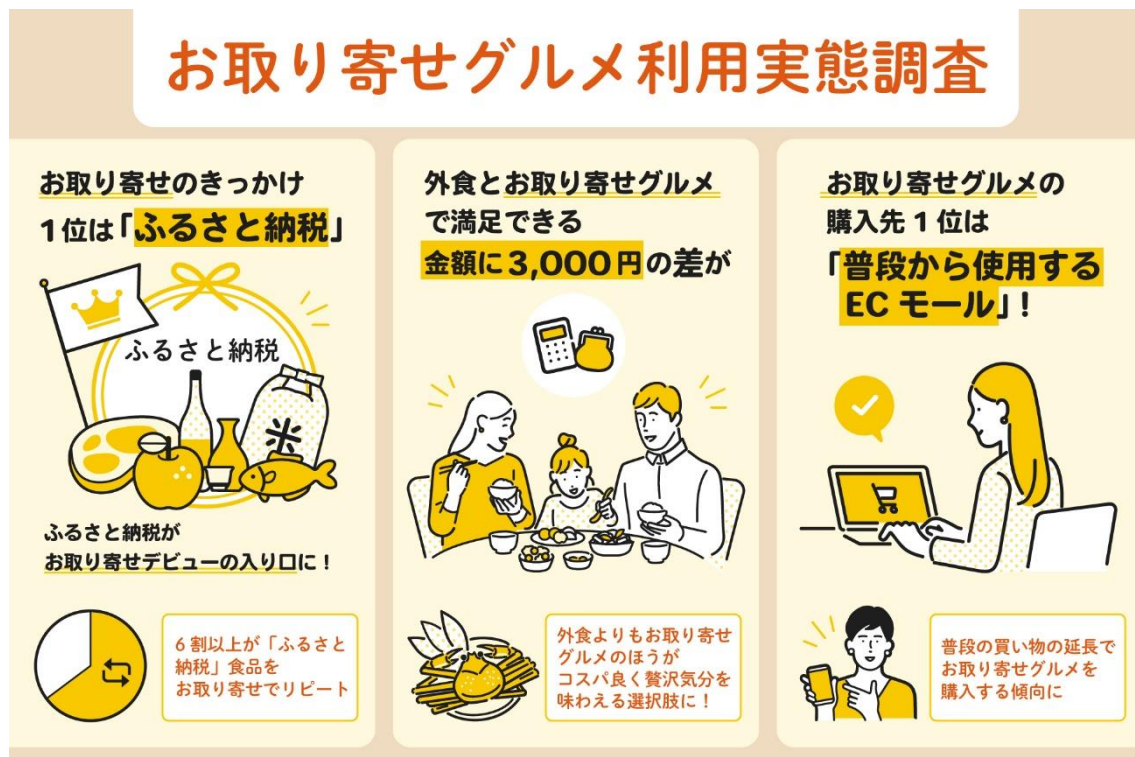 お取り寄せグルメ利用実態調査
お取り寄せのきっかけ
1位は「ふるさと納税」
ふるさと納税
米
ふるさと納税が
お取り寄せデビューの入り口に！
6割以上が「ふるさと
納税」食品を
お取り寄せでリピート
外食とお取り寄せグルメ
で満足できる
金額に3,000円の差が
外食よりもお取り寄せ
グルメのほうが
コスパ良く贅沢気分を
味わえる選択肢に！
お取り寄せグルメの
購入先1位は
「普段から使用する
ECモール」！
普段の買い物の延長で
お取り寄せグルメを
購入する傾向に